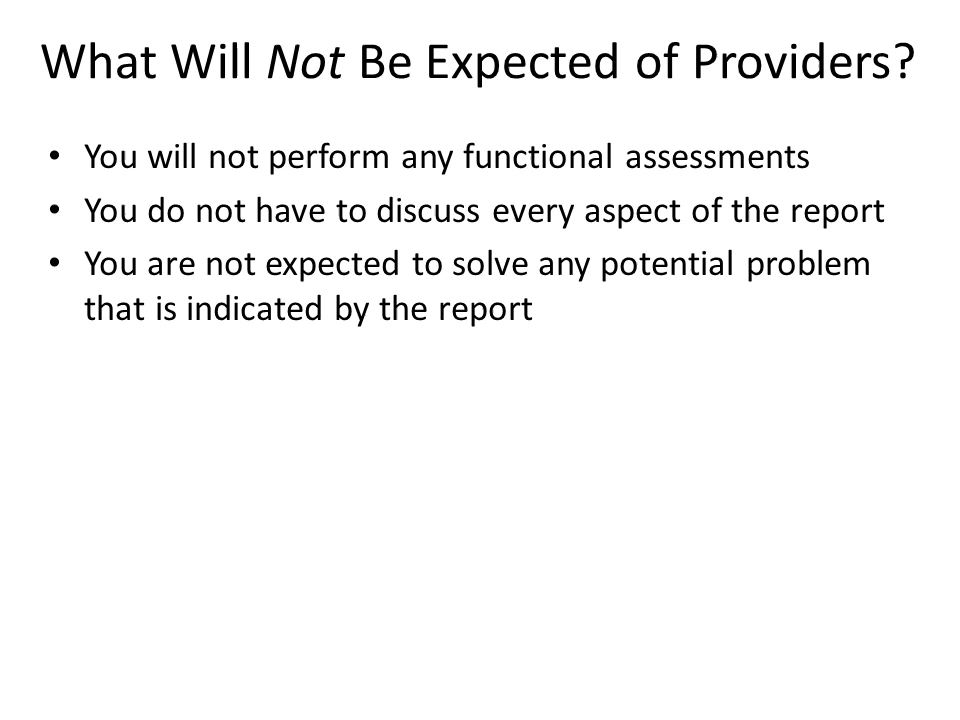 What Will Not Be Expected of Providers?
• You will not perform any functional assessments
• You do not have to discuss every aspect of the report
• You are not expected to solve any potential problem
that is indicated by the report